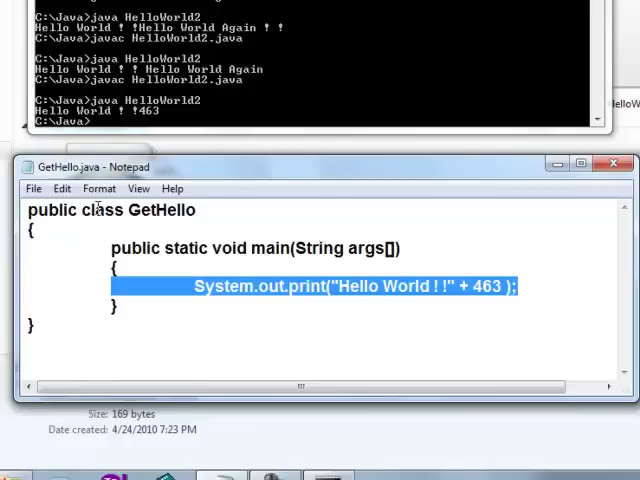 C:\Java>java HelloWorld2
Hello World ! !Hello World Again ! !
C:\Java>javac HelloWorld2.java
C:\Java>java HelloWorld2
Hello World ! ! Hello World Again
C:\Java>javac HelloWorld2.java
C:\Java>java HelloWorld2
Hello World ! !463
C:\Java>
HelloW
GetHello.java - Notepad
File Edit Format View Help
public class GetHello
{
public static void main(String args[])
{
System.out.print("Hello World ! !" + 463 );
}
}
Size: 169 bytes
Date created: 4/24/2010 7:23 PM